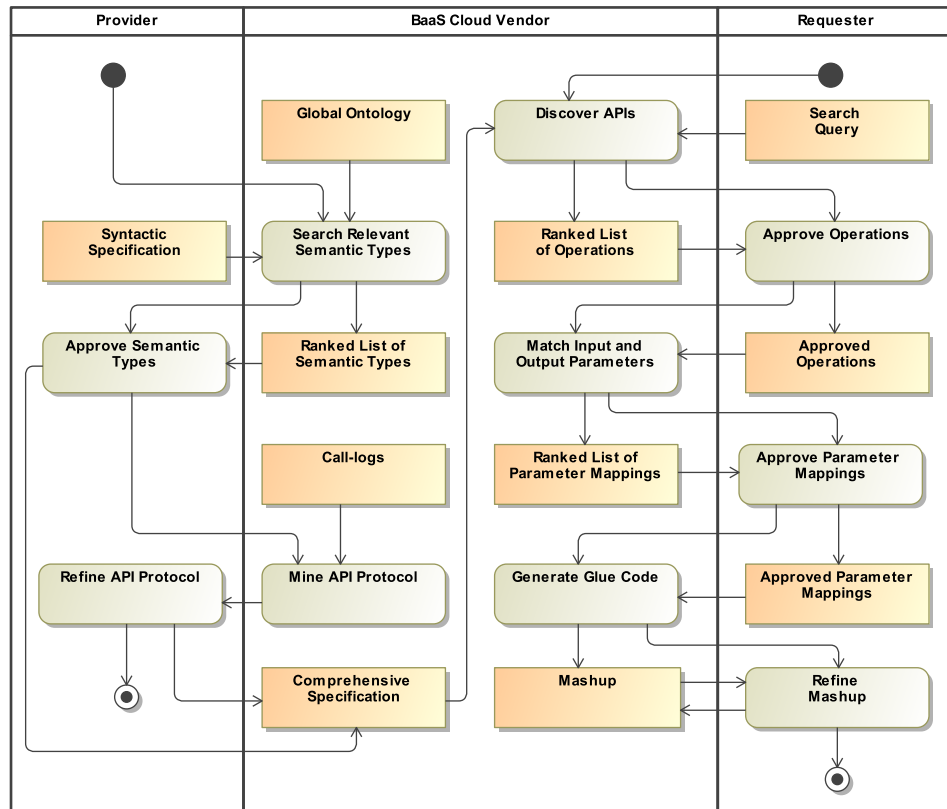 Provider
BaaS Cloud Vendor
Requester
Global Ontology
Discover APIs
Search
Query
Syntactic
Specification
Search Relevant
Semantic Types
Ranked List
of Operations
Approve Operations
Approve Semantic
Types
Ranked List of
Semantic Types
Match Input and
Output Parameters
Approved
Operations
Call-logs
Ranked List of
Parameter Mappings
Approve Parameter
Mappings
Refine API Protocol
Mine API Protocol
Generate Glue Code
Approved Parameter
Mappings
Comprehensive
Specification
Mashup
Refine
Mashup